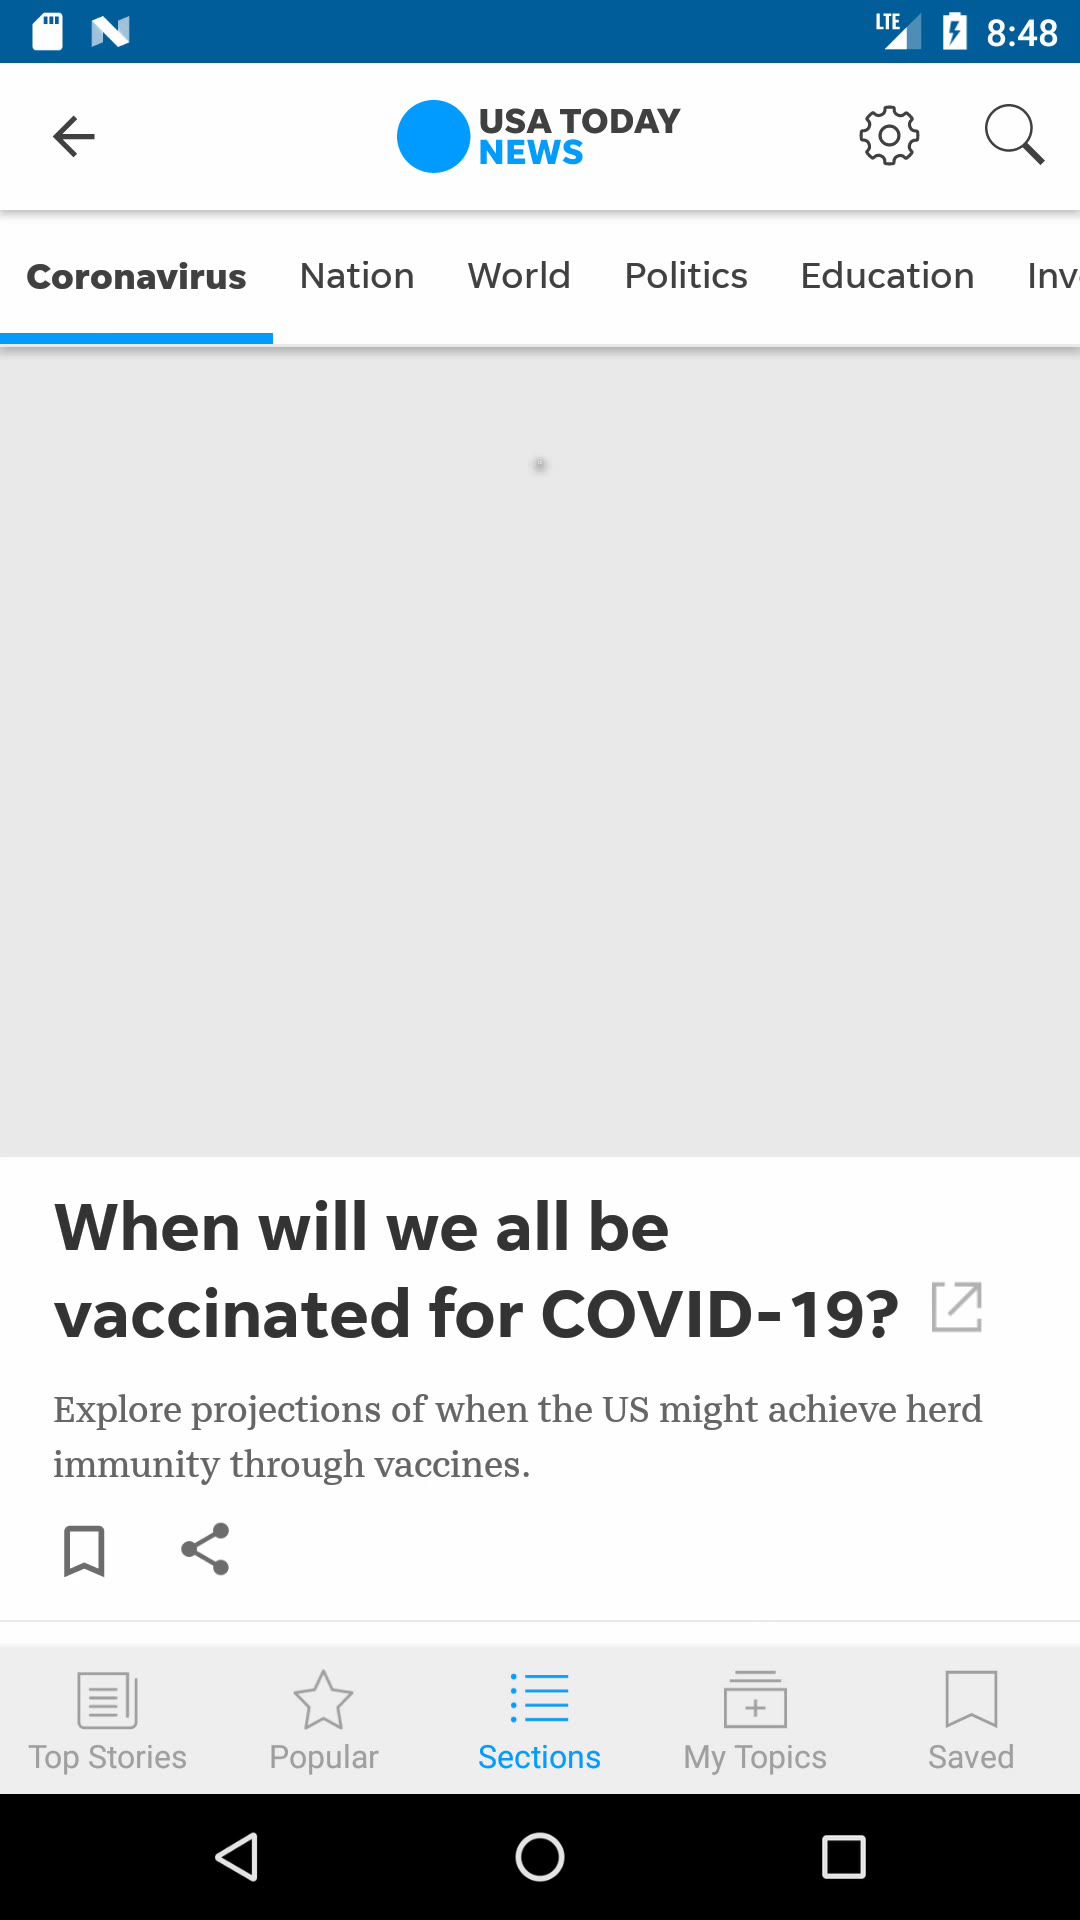 LTE 8:48
USA TODAY
NEWS
Coronavirus Nation World Politics Education Inv
When will we all be
vaccinated for COVID-19?
Explore projections of when the US might achieve herd
immunity through vaccines.
Top Stories Popular Sections My Topics Saved